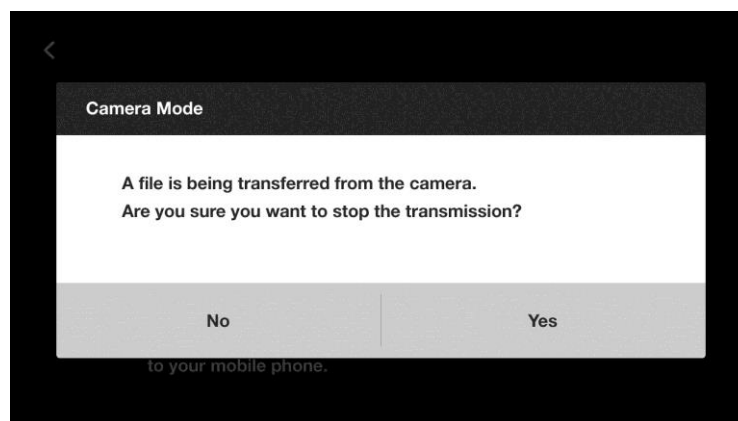 Camera Mode
A file is being transferred from the camera.
Are you sure you want to stop the transmission?
No
Yes
to your mobile phone.